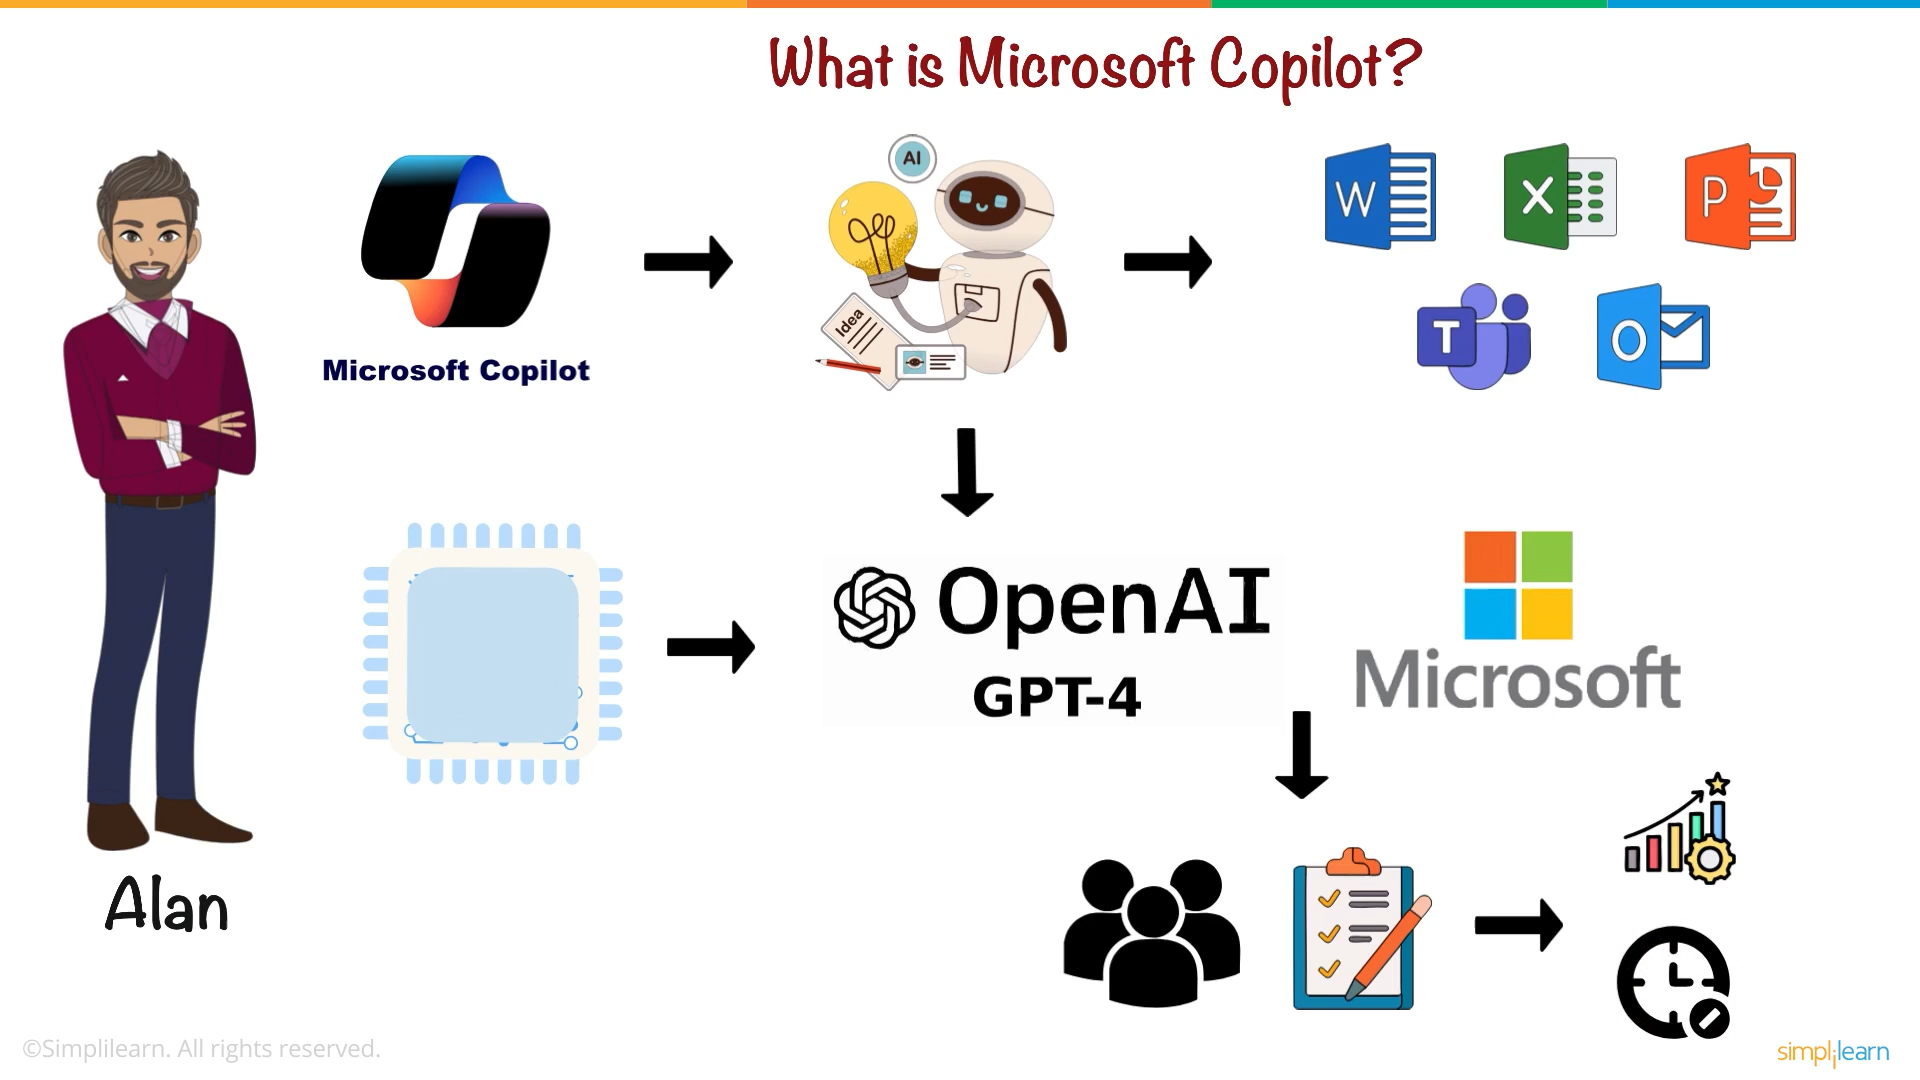 What is Microsoft Copilot?
AI
Idea
W
X
P
T
O
Microsoft Copilot
OpenAI
GPT-4
Microsoft
Alan
©Simplilearn. All rights reserved.
simplilearn